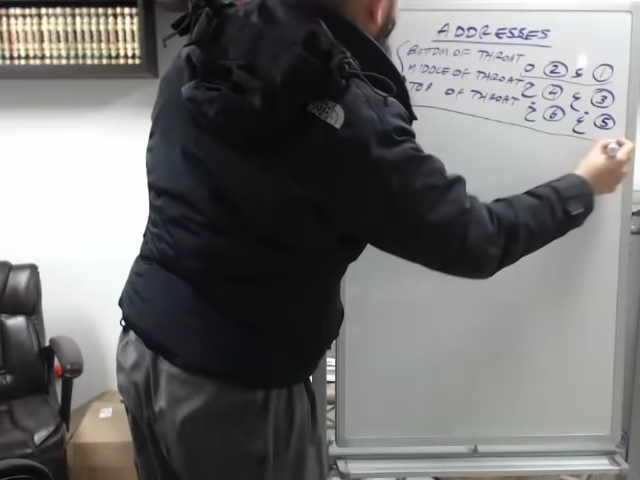 ADDRESSES
BOTTOM OF THROAT ه ② ء ①
MIDDLE OF THROAT ح ④ ع ③
TOP OF THROAT خ ⑥ غ ⑤